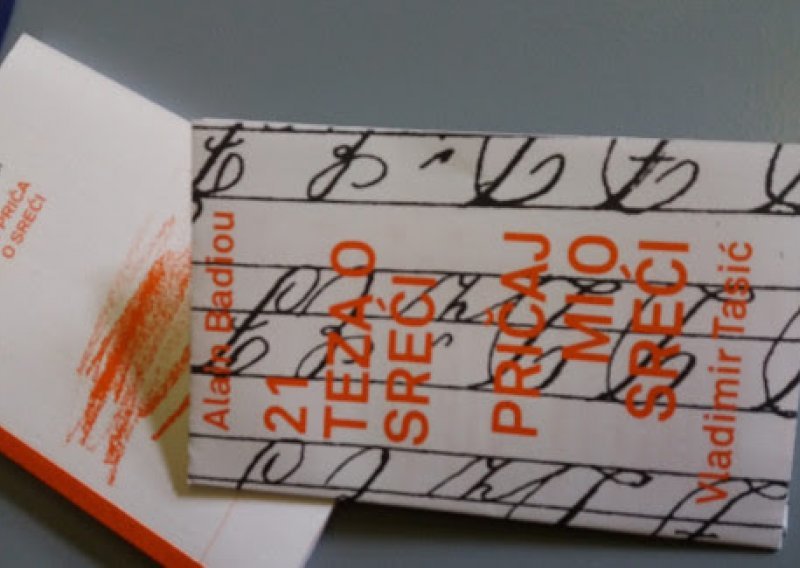 PRIČA
O SREĆI
Alain Badiou
21
TEZA O
SREĆI
PRIČAJ
MI O
SREĆI
Vladimir Tasić